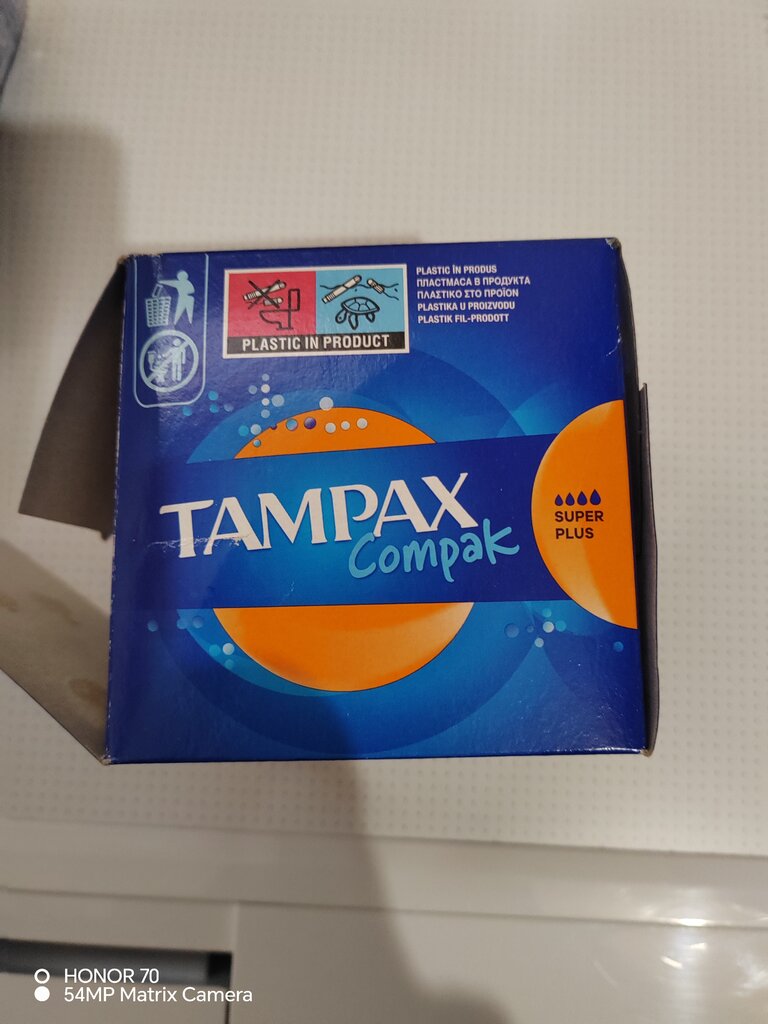 PLASTIC IN PRODUCT
PLASTIC ÎN PRODUS
ПЛАСТМАСА В ПРОДУКТА
ΠΛΑΣΤΙΚΟ ΣΤΟ ΠΡΟΪΟΝ
PLASTIKA U PROIZVODU
PLASTIK FIL-PRODOTT
TAMPAX
Compak
SUPER
PLUS
HONOR 70
54MP Matrix Camera